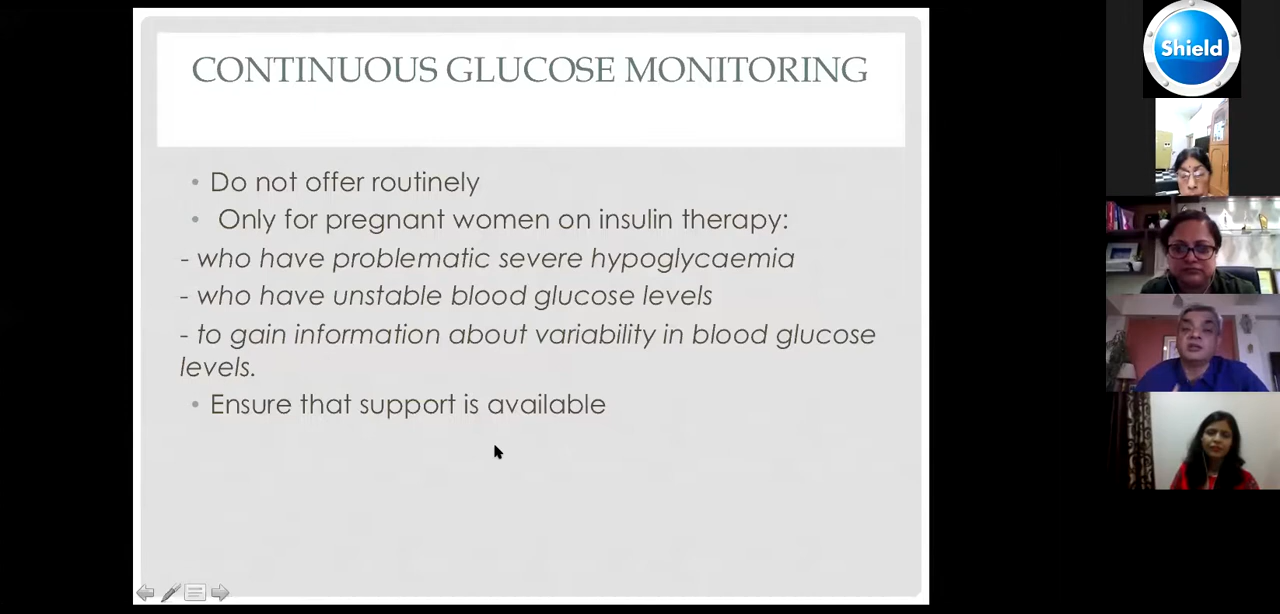 CONTINUOUS GLUCOSE MONITORING
• Do not offer routinely
• Only for pregnant women on insulin therapy:
- who have problematic severe hypoglycaemia
- who have unstable blood glucose levels
- to gain information about variability in blood glucose
levels.
• Ensure that support is available
Shield